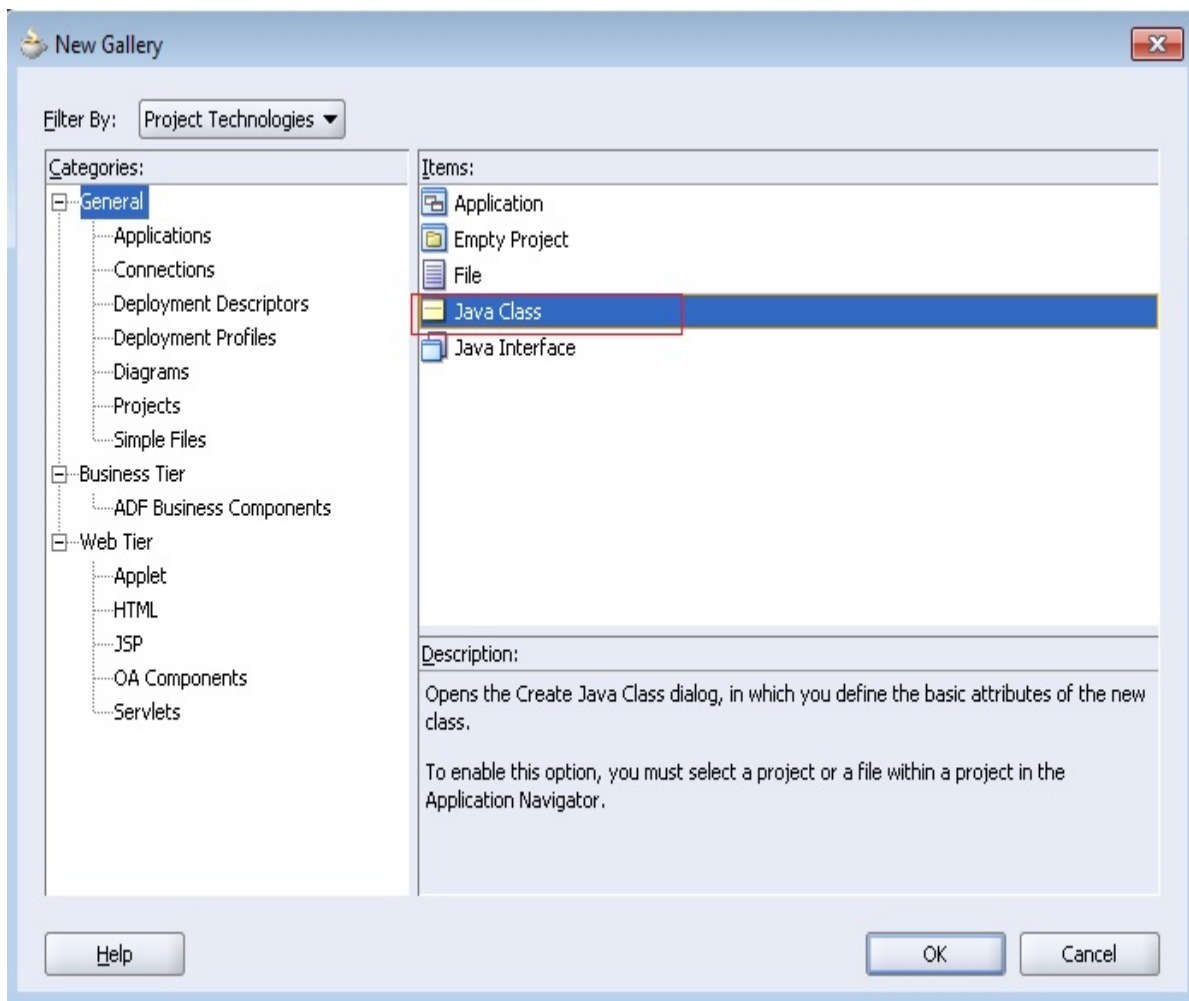 New Gallery
Filter By: Project Technologies
Categories:
General
Applications
Connections
Deployment Descriptors
Deployment Profiles
Diagrams
Projects
Simple Files
Business Tier
ADF Business Components
Web Tier
Applet
HTML
JSP
OA Components
Servlets
Items:
Application
Empty Project
File
Java Class
Java Interface
Description:
Opens the Create Java Class dialog, in which you define the basic attributes of the new
class.
To enable this option, you must select a project or a file within a project in the
Application Navigator.
Help
OK
Cancel